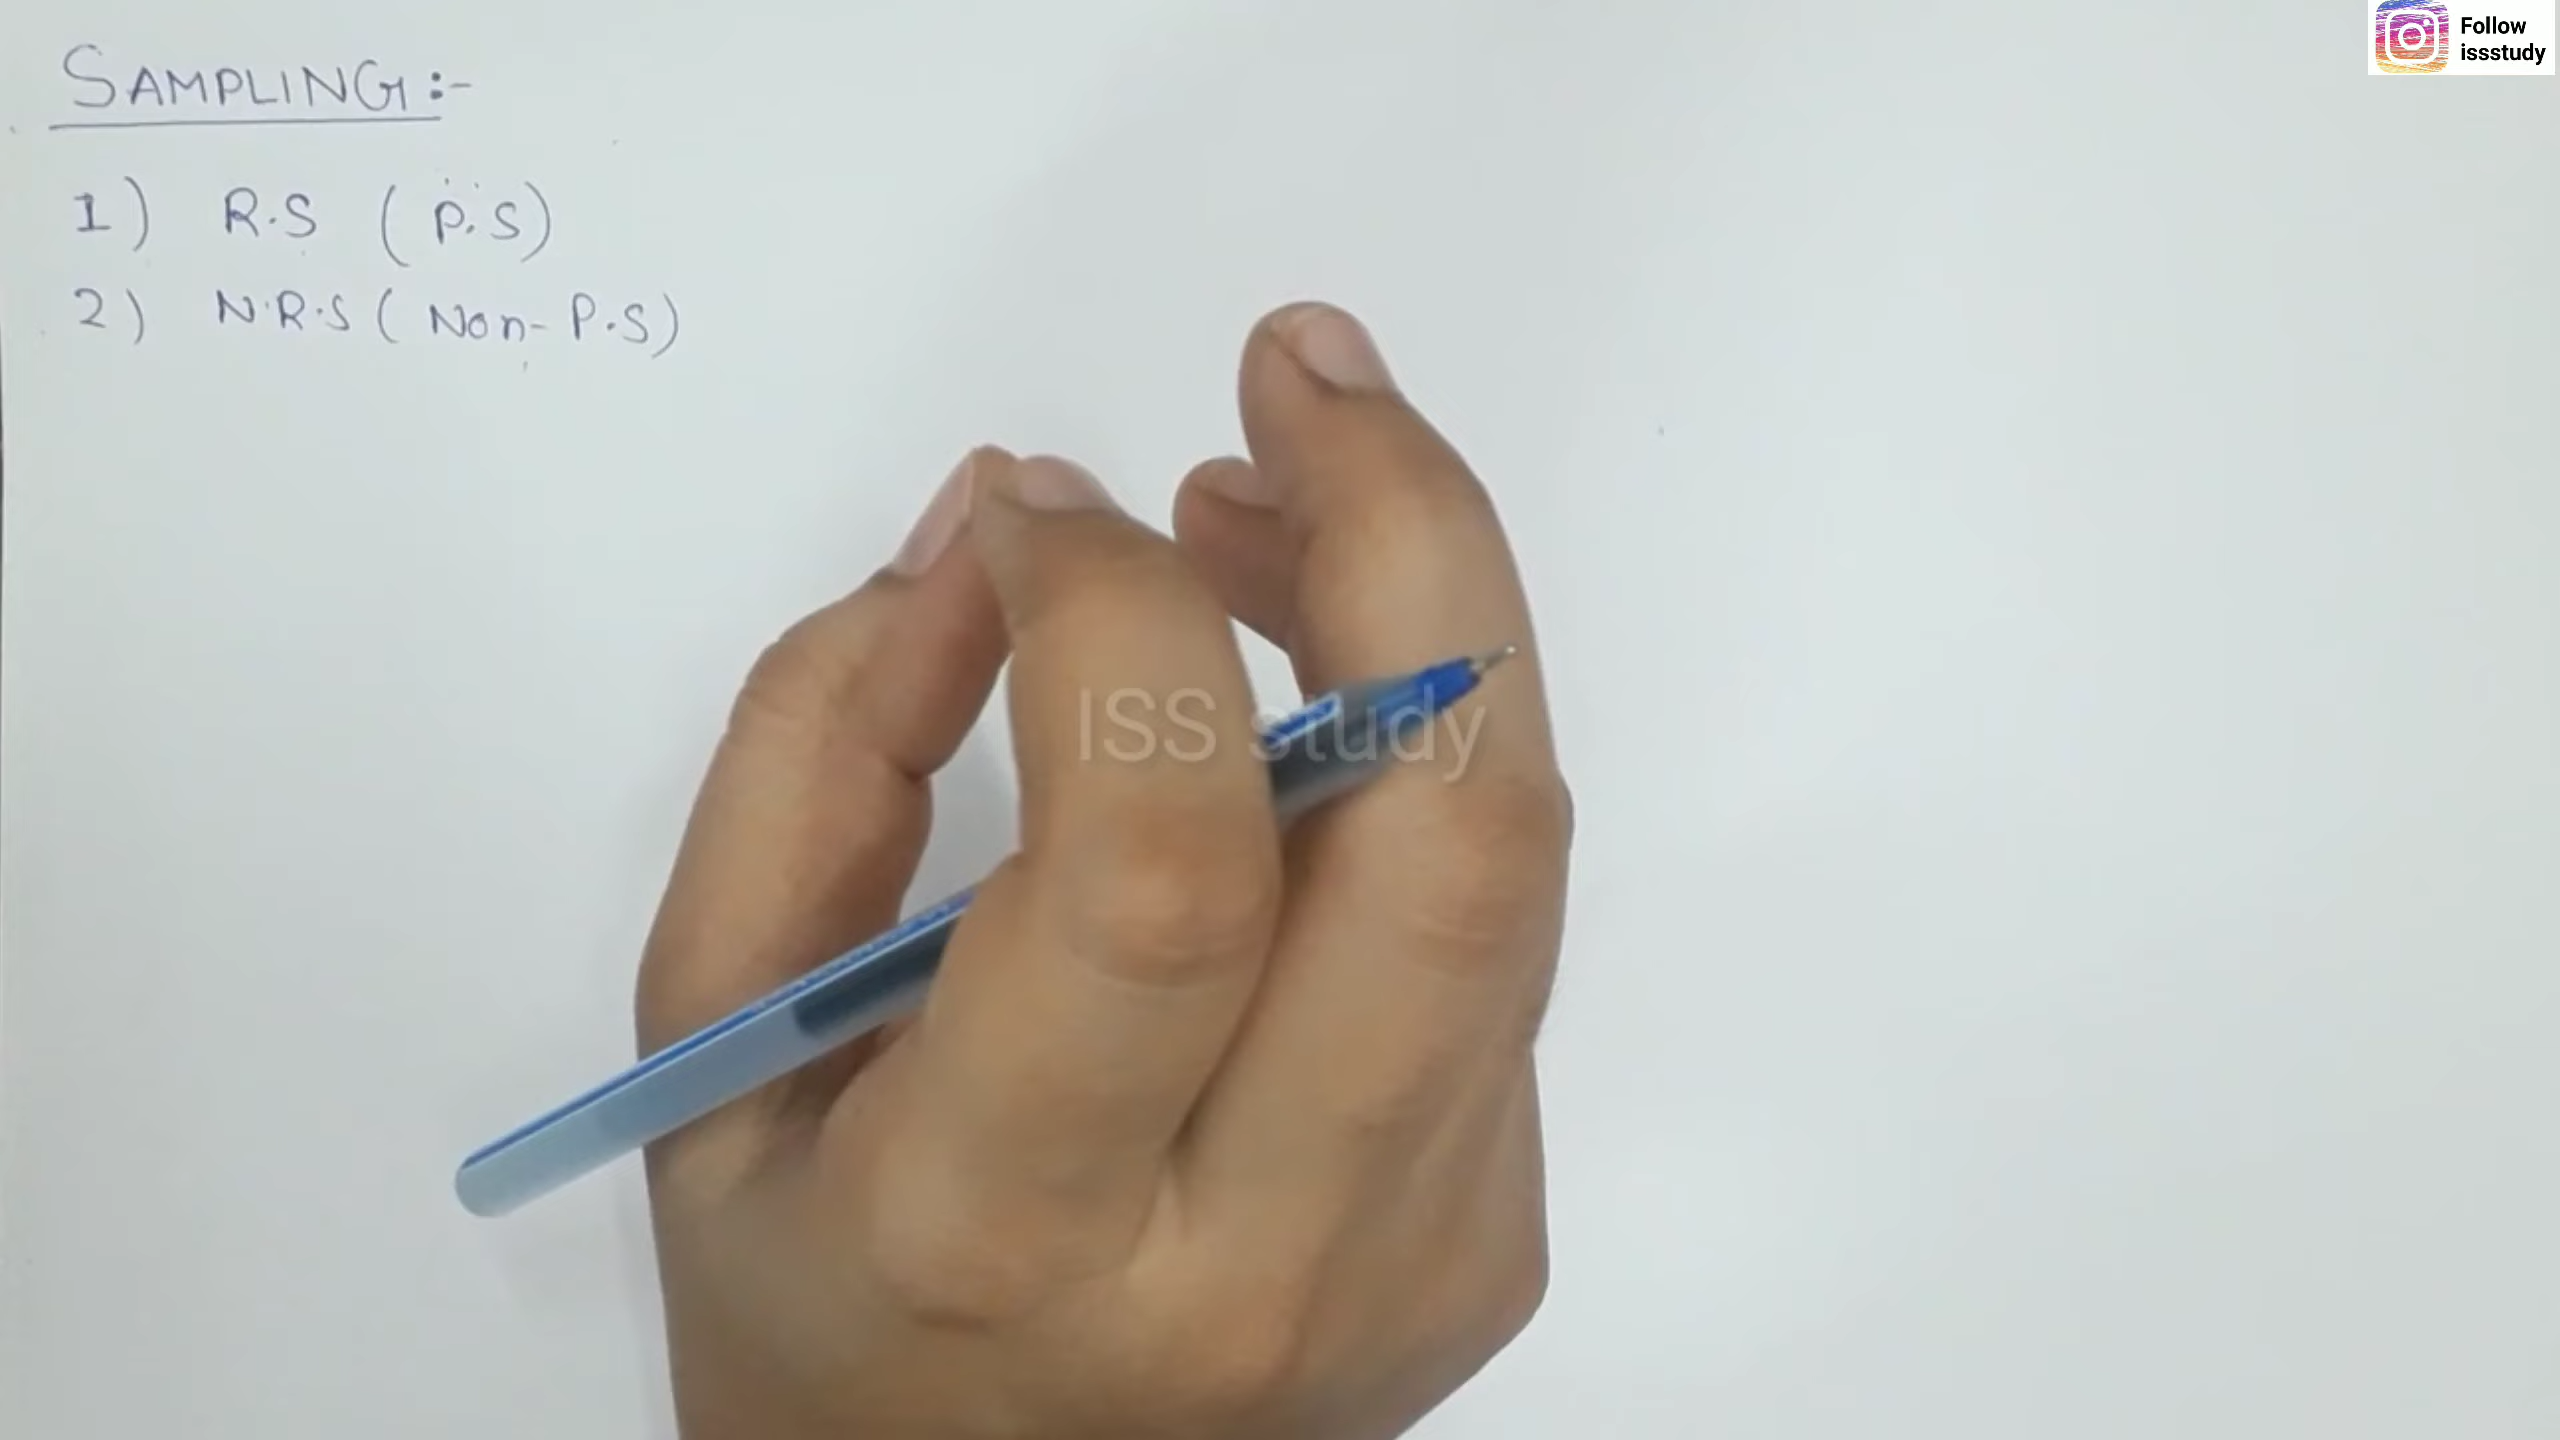 SAMPLING :-
1) R.S (P.S)
2) N.R.S (Non-P.S)
ISS study
Follow
issstudy